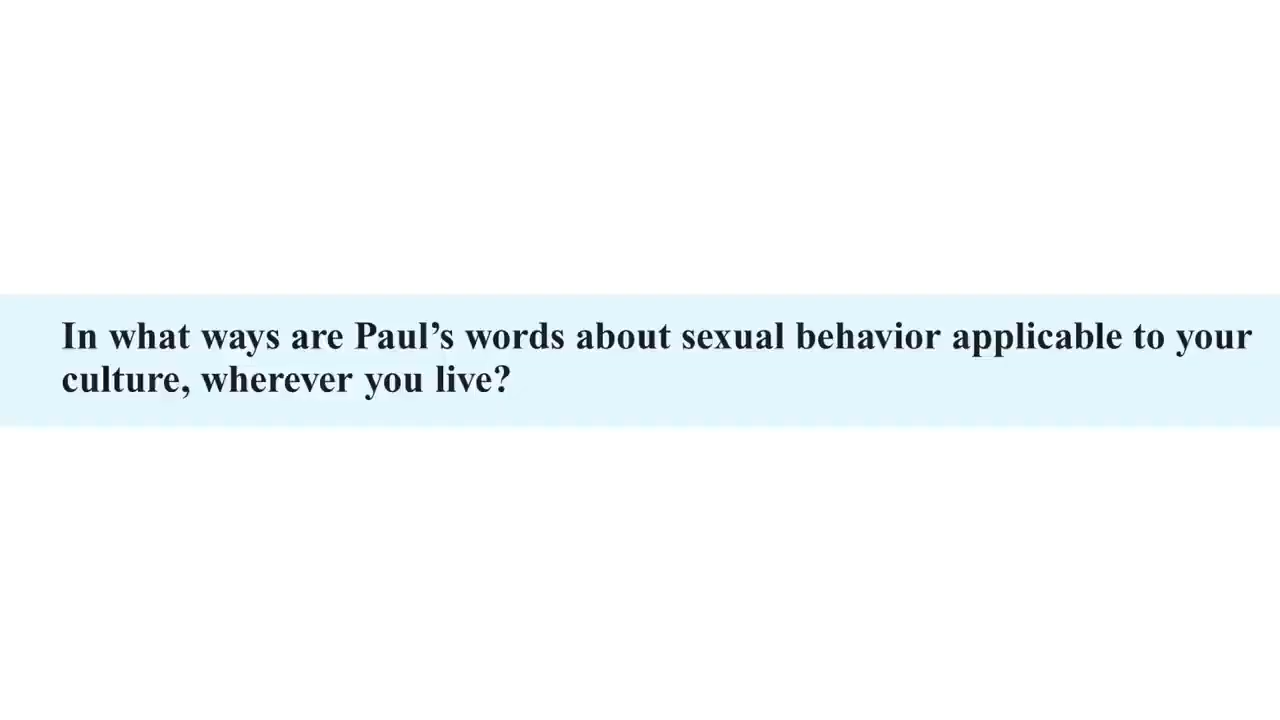 In what ways are Paul’s words about sexual behavior applicable to your
culture, wherever you live?